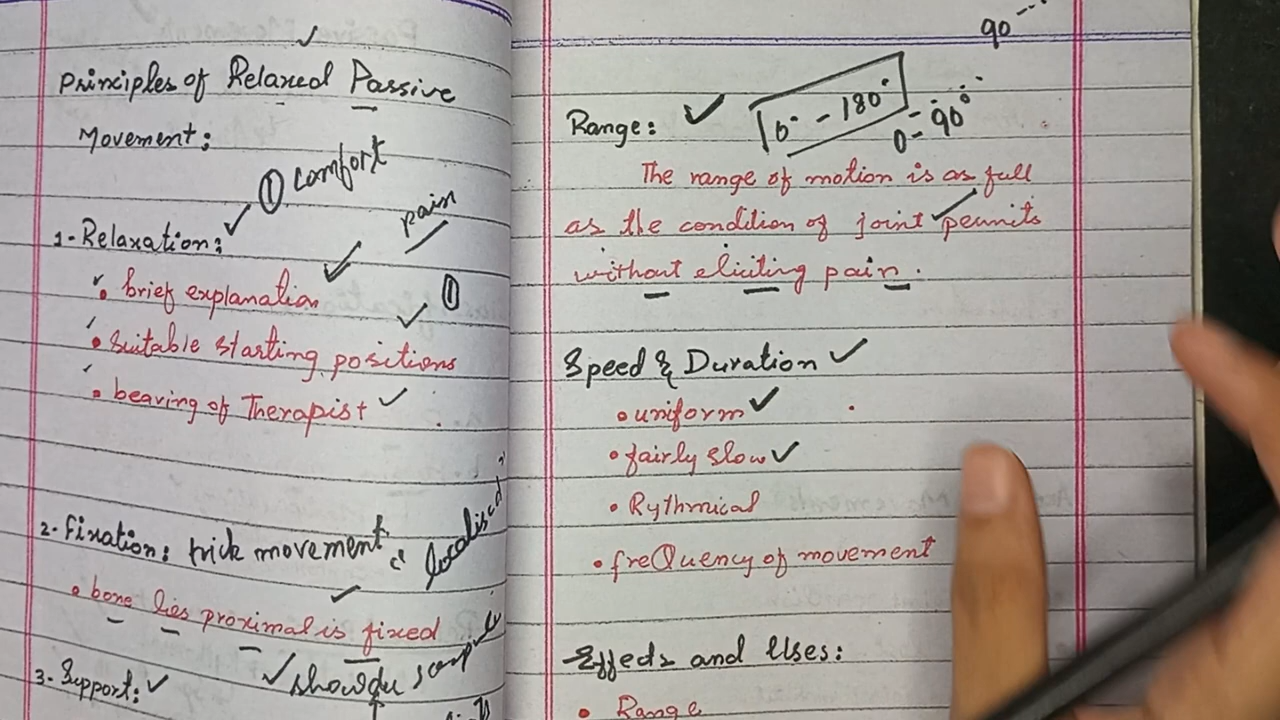 Principles of Relaxed Passive
Movement:
① comfort
pain
1- Relaxation:
• brief explanation
• Suitable starting positions
• bearing of Therapist
2- Fixation: trick movement
localised
• bone lies proximal is fixed
3- Support:
90
Range:
0° - 180°
0 - 90°
The range of motion is as full
as the condition of joint permits
without eliciting pain.
Speed & Duration
• uniform
• fairly slow
• Rythmical
• freQuency of movement
Effects and Uses:
• Range